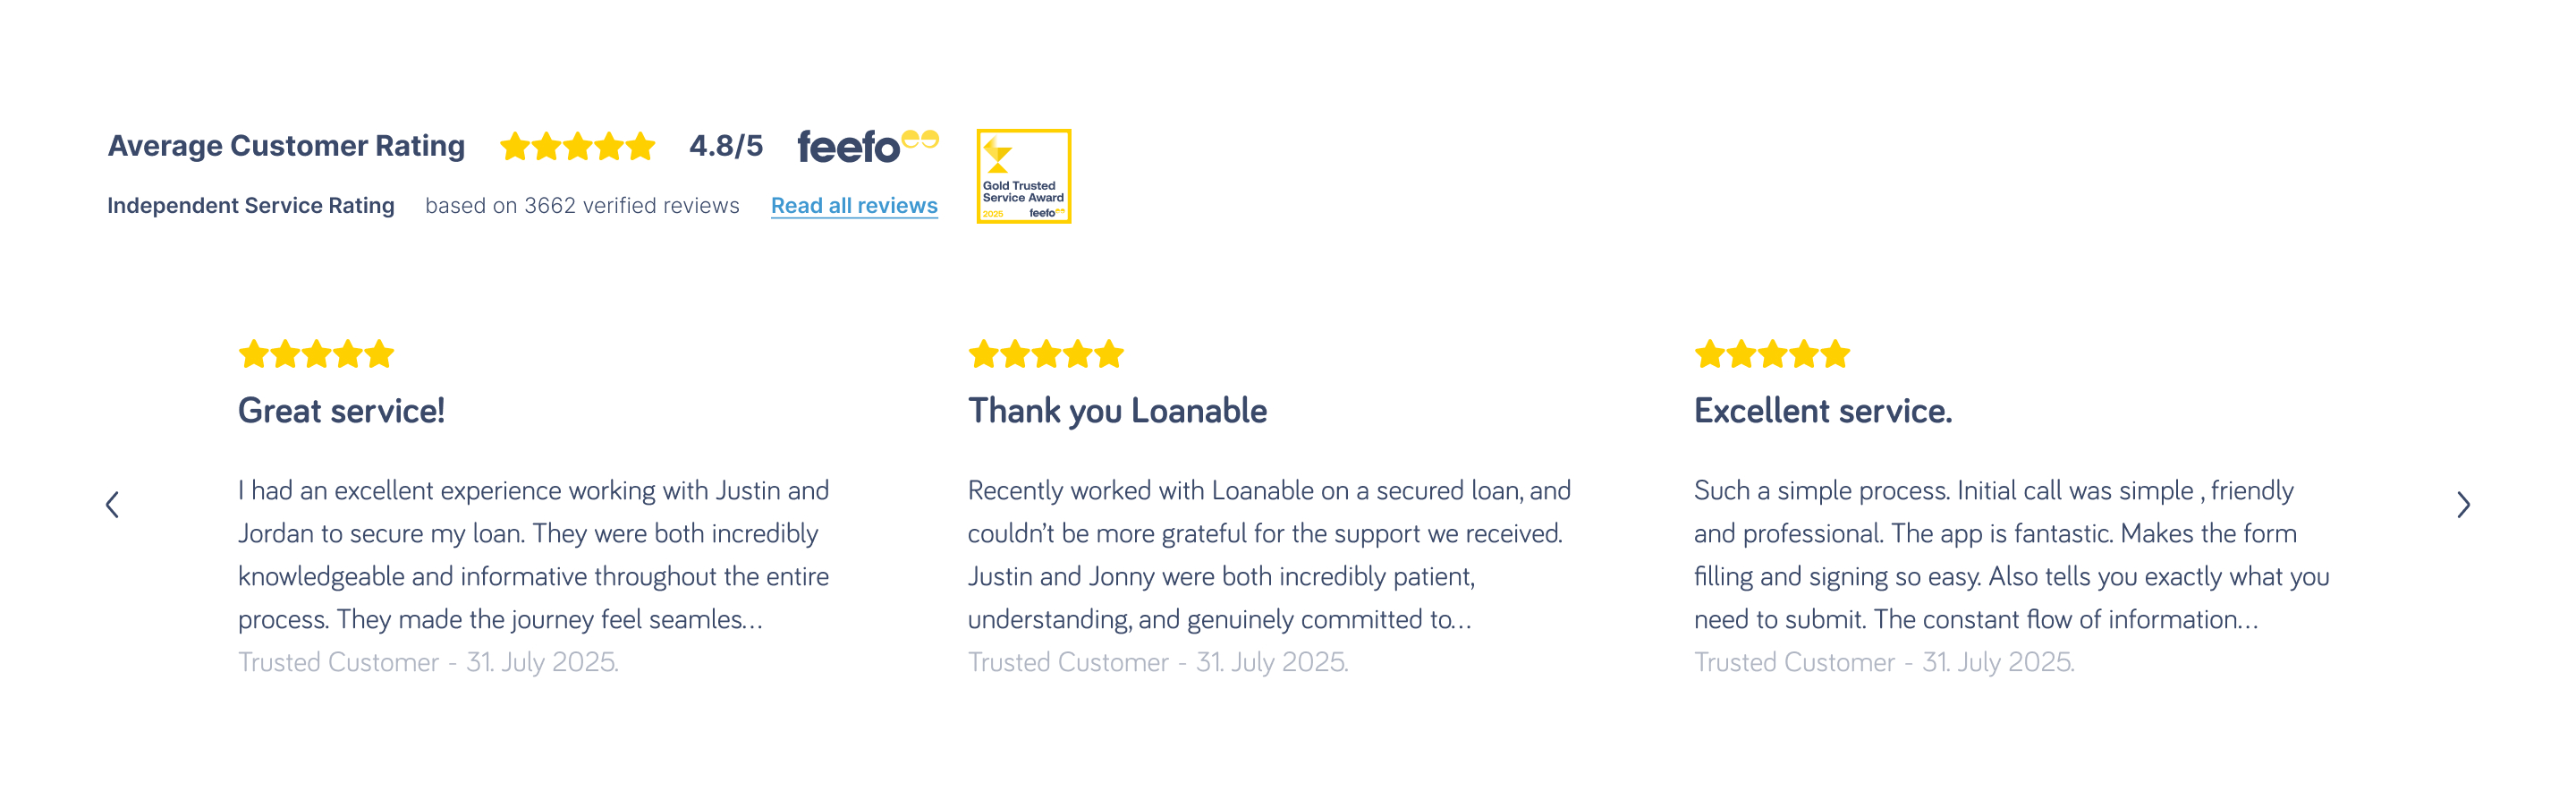 Average Customer Rating 4.8/5 feefo
Independent Service Rating based on 3662 verified reviews Read all reviews
Gold Trusted
Service Award
2025 feefo
Great service!
I had an excellent experience working with Justin and
Jordan to secure my loan. They were both incredibly
knowledgeable and informative throughout the entire
process. They made the journey feel seamles...
Trusted Customer - 31. July 2025.
Thank you Loanable
Recently worked with Loanable on a secured loan, and
couldn't be more grateful for the support we received.
Justin and Jonny were both incredibly patient,
understanding, and genuinely committed to...
Trusted Customer - 31. July 2025.
Excellent service.
Such a simple process. Initial call was simple , friendly
and professional. The app is fantastic. Makes the form
filling and signing so easy. Also tells you exactly what you
need to submit. The constant flow of information...
Trusted Customer - 31. July 2025.